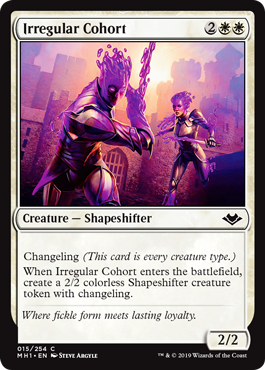 Irregular Cohort 2
Creature — Shapeshifter
Changeling (This card is every creature type.)
When Irregular Cohort enters the battlefield,
create a 2/2 colorless Shapeshifter creature
token with changeling.
Where fickle form meets lasting loyalty.
2/2
015/254 C
MH1 • EN Steve Argyle
™ & © 2019 Wizards of the Coast